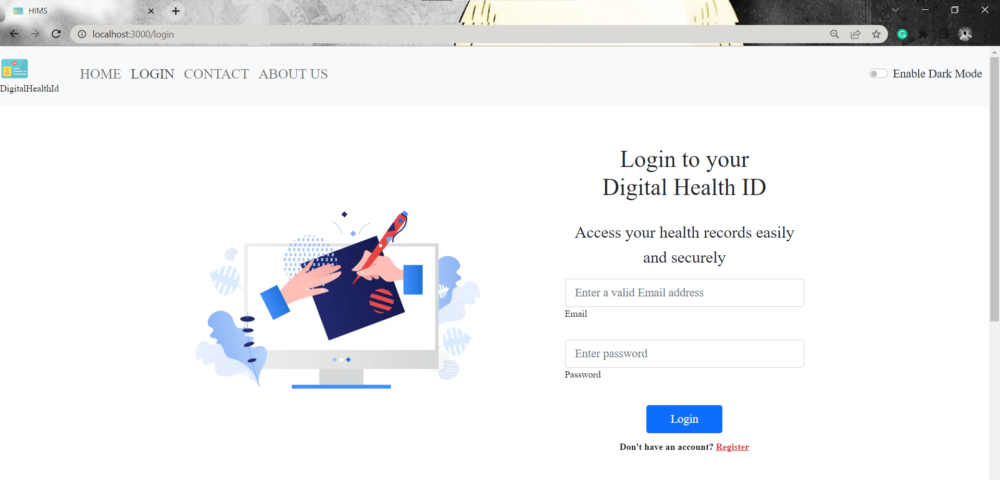 HIMS
localhost:3000/login
DigitalHealthId
HOME LOGIN CONTACT ABOUT US
Enable Dark Mode
Login to your
Digital Health ID
Access your health records easily
and securely
Enter a valid Email address
Email
Enter password
Password
Login
Don't have an account? Register